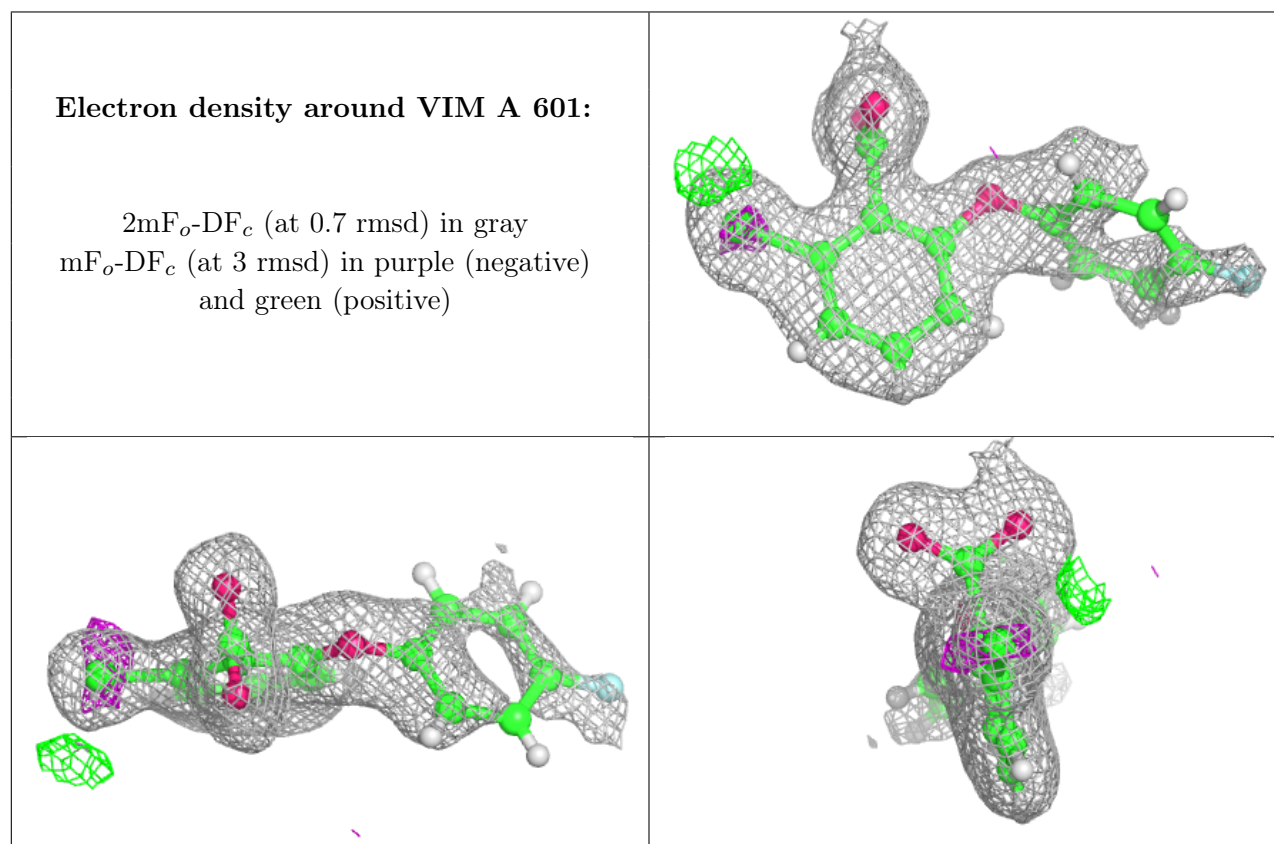 Electron density around VIM A 601:
2mFo-DFc (at 0.7 rmsd) in gray
mFo-DFc (at 3 rmsd) in purple (negative)
and green (positive)